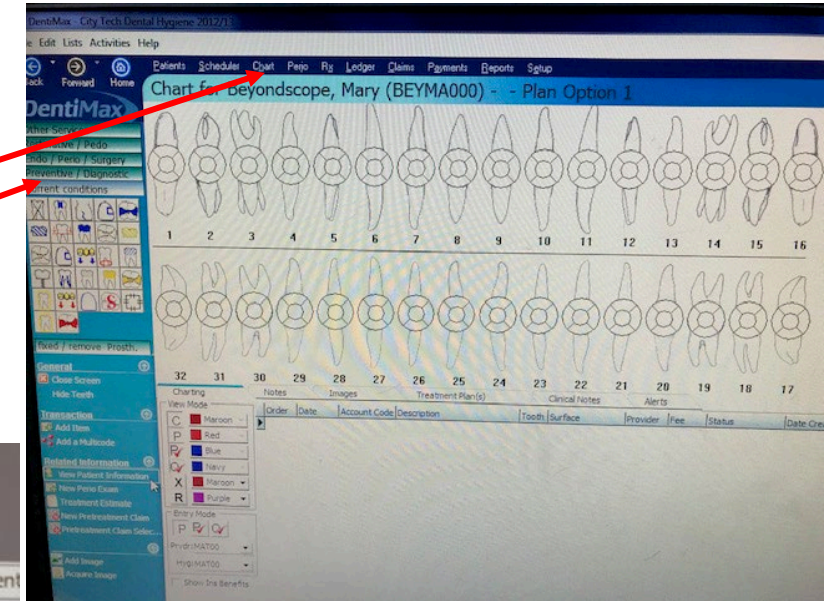 DentiMax - City Tech Dental Hygiene 2012/13
Edit Lists Activities Help
Back Forward Home
Patients Scheduler Chart Perio Rx Ledger Claims Payments Reports Setup
Chart for Beyondscope, Mary (BEYMA000) - - Plan Option 1
DentiMax
Other Services
/ Pedo
Endo / Perio / Surgery
Preventive / Diagnostic
Current conditions
1 2 3 4 5 6 7 8 9 10 11 12 13 14 15 16
32 31 30 29 28 27 26 25 24 23 22 21 20 19 18 17
fixed / remove Prosth.
General
Close Screen
Hide Teeth
Transaction
Add Item
Add a Multicode
Related Information
View Patient Information
New Perio Exam
Treatment Estimate
New Pretreatment Claim
Pretreatment Claim Selec...
Add Image
Acquire Image
Charting Notes Images Treatment Plan(s) Clinical Notes Alerts
View Mode
C Maroon
P Red
P Blue
C Navy
X Maroon
R Purple
Entry Mode
P P C
Prvdr:MAT00
Hygi:MAT00
Show Ins Benefits
Order Date Account Code Description Tooth Surface Provider Fee Status Date Crea
ent